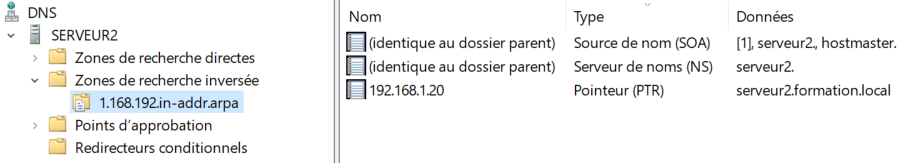 DNS
SERVEUR2
Zones de recherche directes
Zones de recherche inversée
1.168.192.in-addr.arpa
Points d’approbation
Redirecteurs conditionnels
Nom Type Données
(identique au dossier parent) Source de nom (SOA) [1], serveur2., hostmaster.
(identique au dossier parent) Serveur de noms (NS) serveur2.
192.168.1.20 Pointeur (PTR) serveur2.formation.local